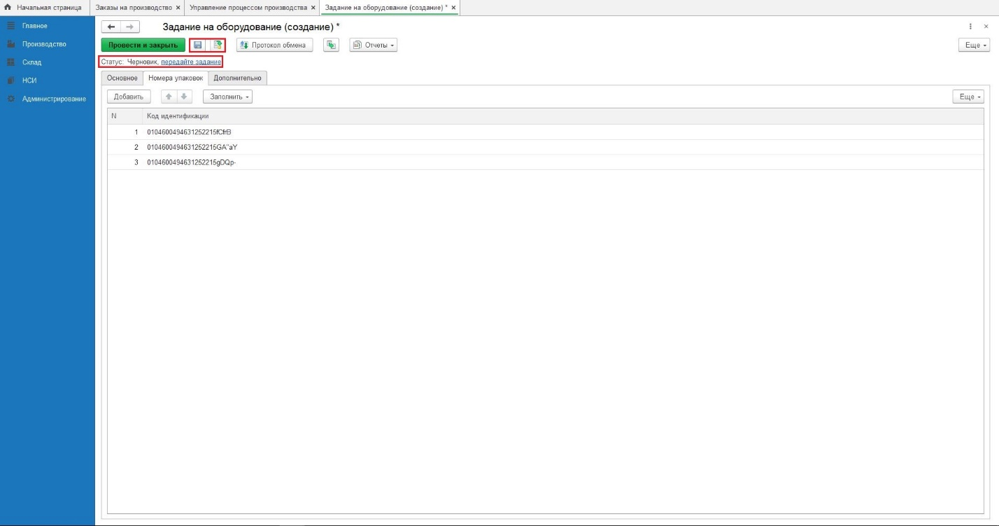 Начальная страница Заказы на производство × Управление процессом производства × Задание на оборудование (создание) * ×
Главное
Производство
Склад
НСИ
Администрирование
Задание на оборудование (создание) *
Провести и закрыть Протокол обмена Отчеты Еще
Статус: Черновик, передайте задание
Основное Номера упаковок Дополнительно
Добавить Заполнить Еще
N Код идентификации
1 0104600494631252215fCfrB
2 0104600494631252215GA"aY
3 0104600494631252215gDQp-